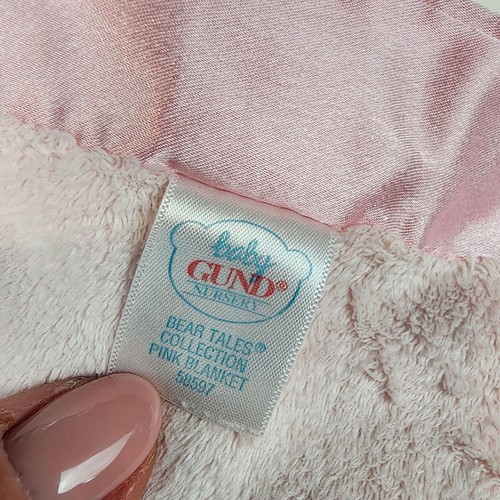 baby
GUND®
NURSERY
BEAR TALES®
COLLECTION
PINK BLANKET
58597